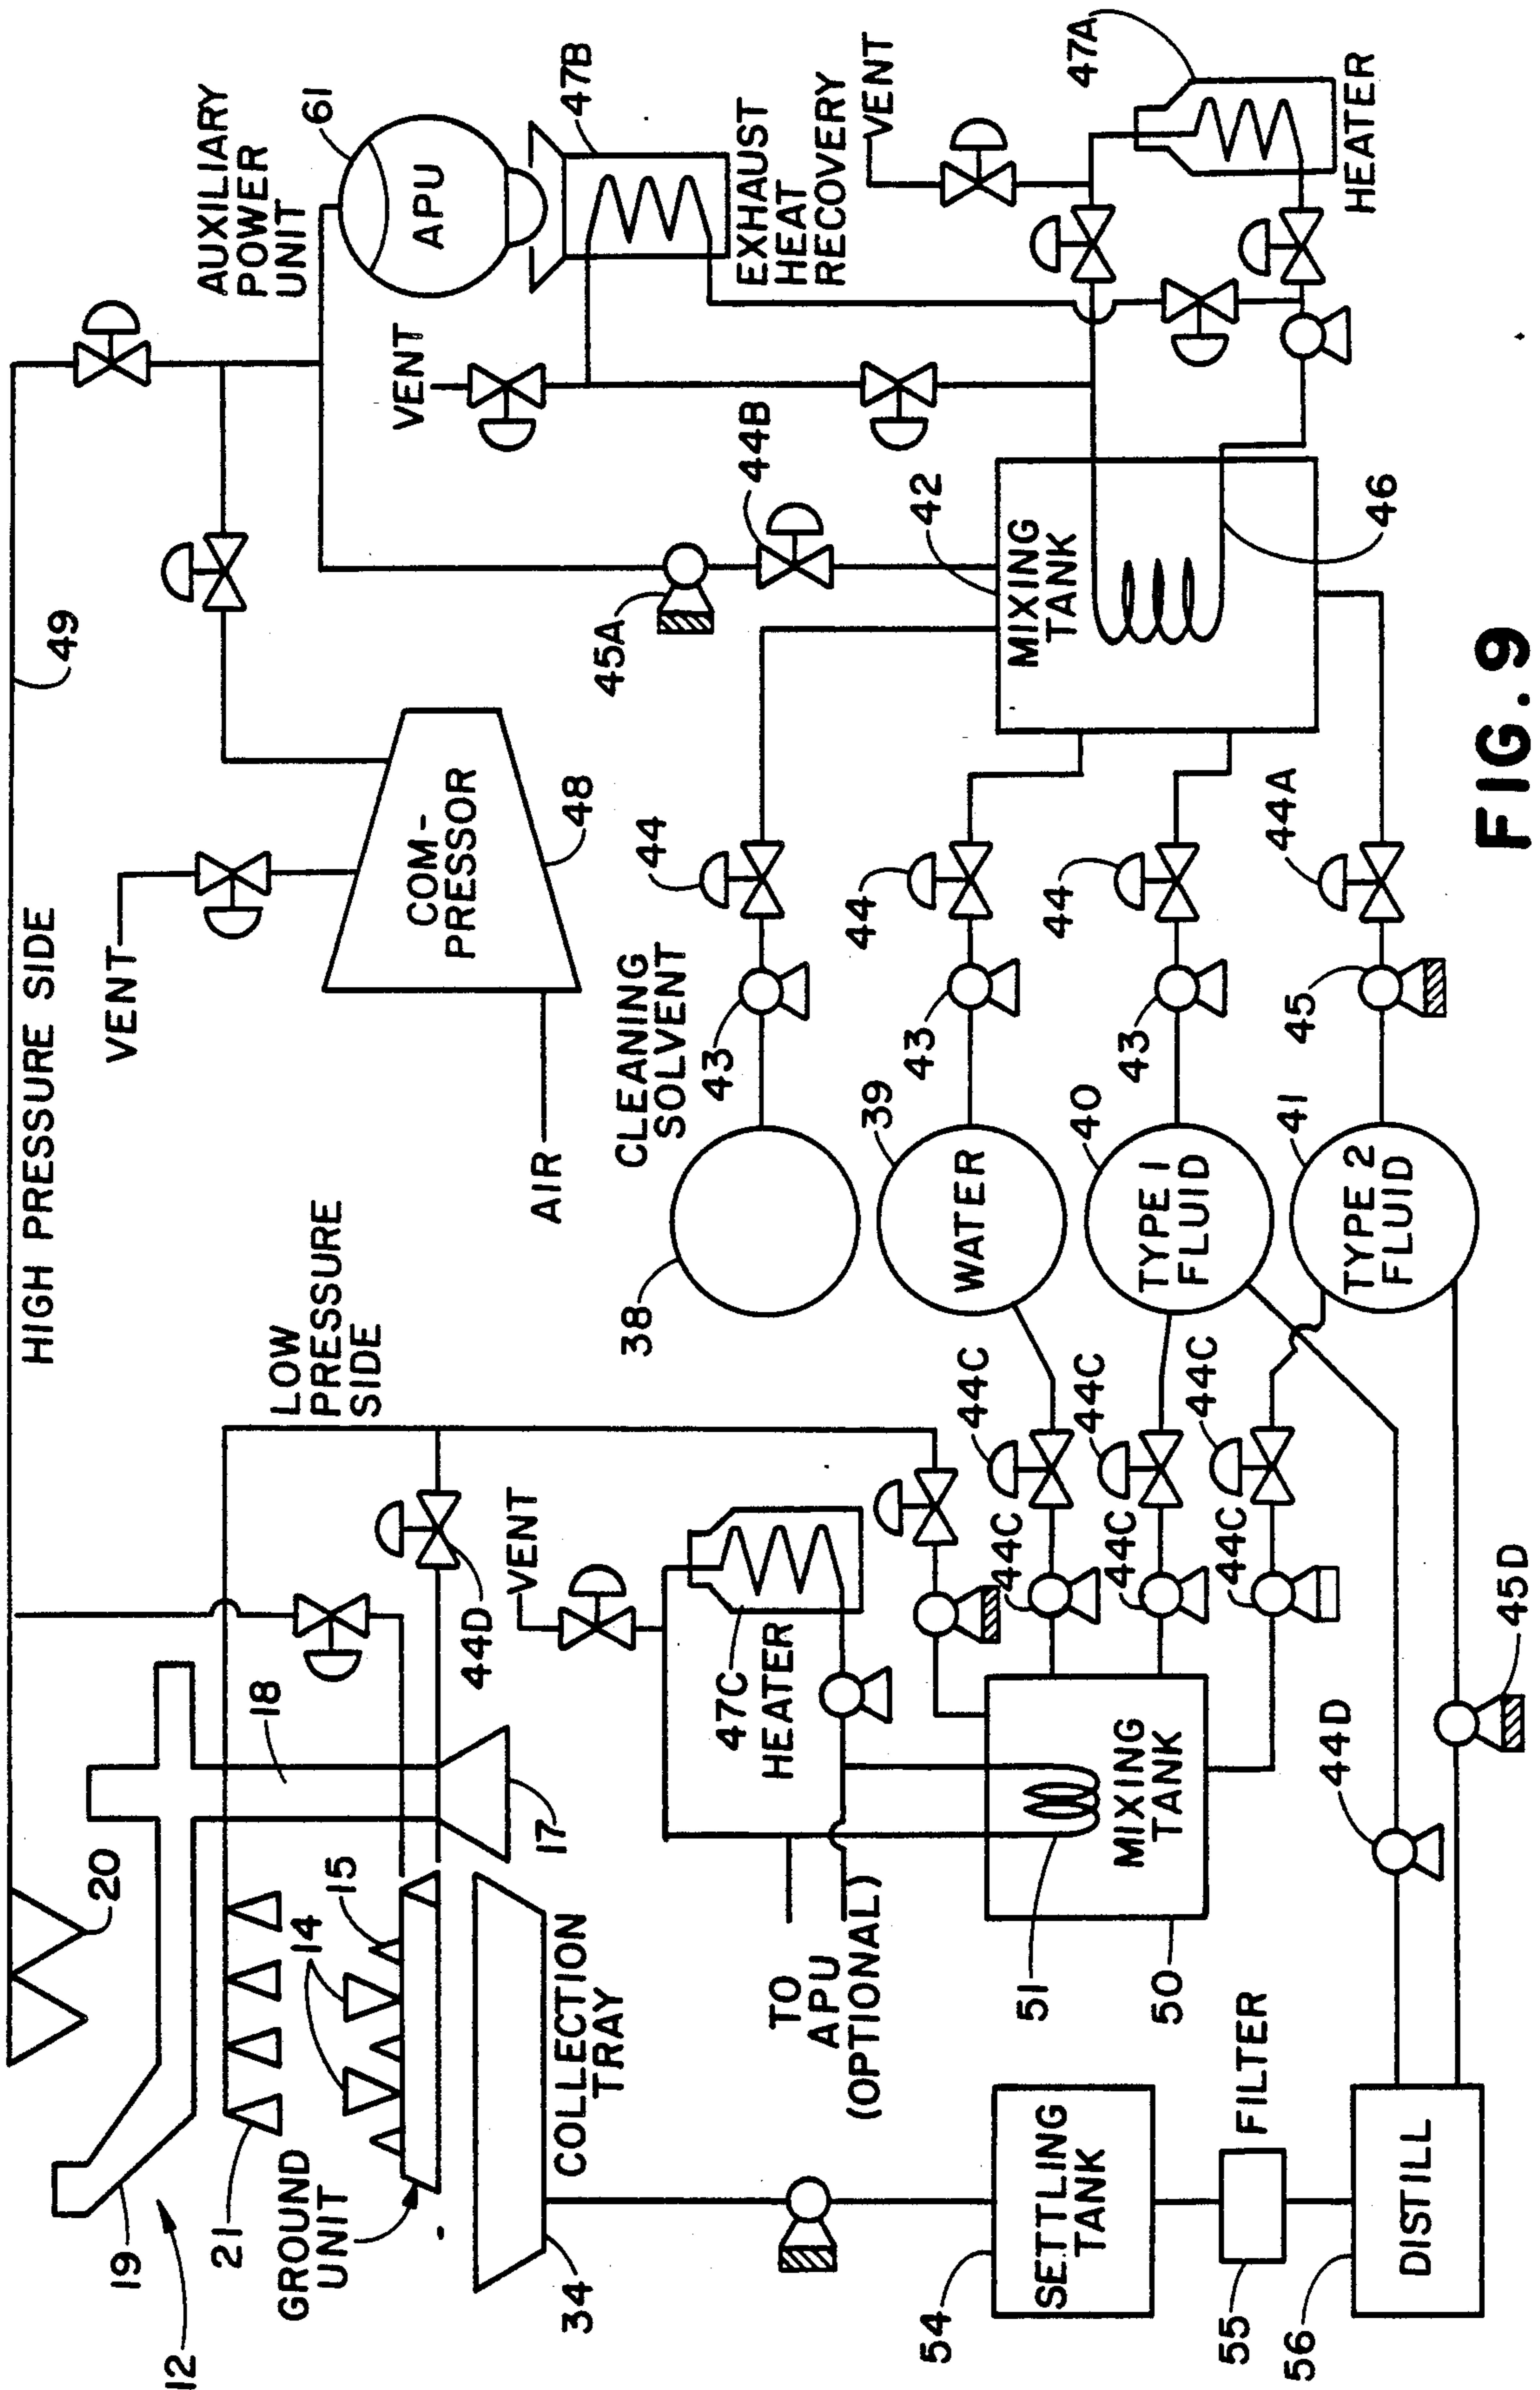 HIGH PRESSURE SIDE
49
20
12
19
21
18
GROUND
UNIT
14
15
17
44D
LOW
PRESSURE
SIDE
VENT
COM-
PRESSOR
48
AIR
AUXILIARY
POWER
UNIT
61
APU
47B
EXHAUST
HEAT
RECOVERY
VENT
VENT
47A
HEATER
34
COLLECTION
TRAY
VENT
47C
HEATER
TO
APU
(OPTIONAL)
CLEANING
SOLVENT
38
43
44
45A
44B
42
MIXING
TANK
46
39
WATER
43
44
40
TYPE 1
FLUID
43
44
41
TYPE 2
FLUID
45
44A
44C
44C
44C
44C
44C
44C
51
50
MIXING
TANK
54
SETTLING
TANK
55
FILTER
56
DISTILL
44D
45D
FIG. 9